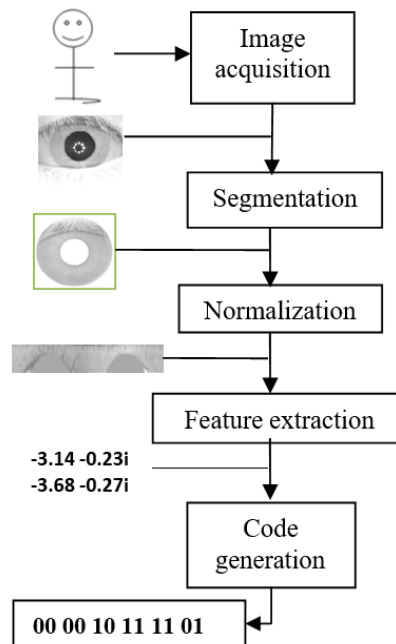 Image
acquisition
Segmentation
Normalization
Feature extraction
-3.14 -0.23i
-3.68 -0.27i
Code
generation
00 00 10 11 11 01